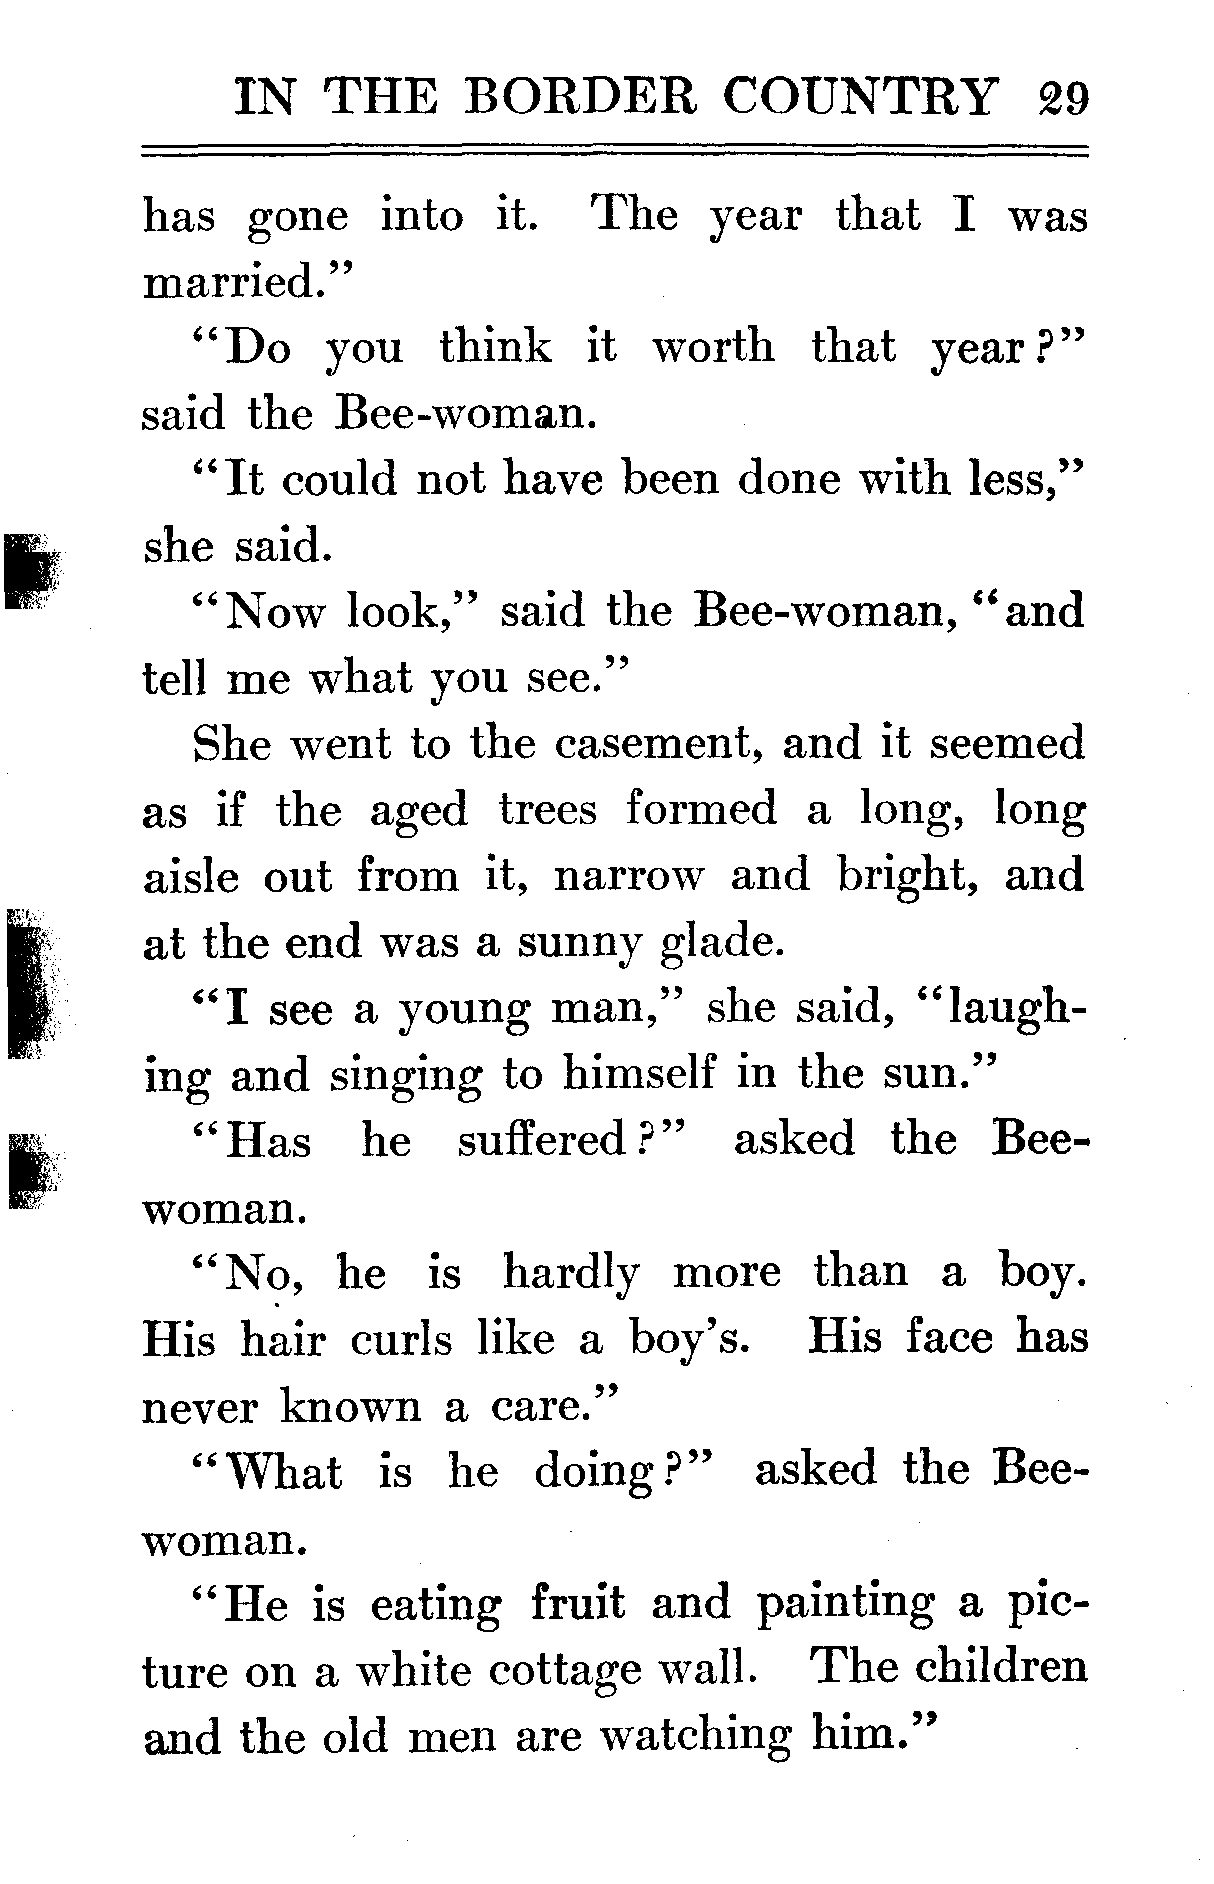 IN THE BORDER COUNTRY 29
has gone into it. The year that I was
married."
"Do you think it worth that year?"
said the Bee-woman.
"It could not have been done with less,"
she said.
"Now look," said the Bee-woman, "and
tell me what you see."
She went to the casement, and it seemed
as if the aged trees formed a long, long
aisle out from it, narrow and bright, and
at the end was a sunny glade.
"I see a young man," she said, "laugh-
ing and singing to himself in the sun."
"Has he suffered?" asked the Bee-
woman.
"No, he is hardly more than a boy.
His hair curls like a boy's. His face has
never known a care."
"What is he doing?" asked the Bee-
woman.
"He is eating fruit and painting a pic-
ture on a white cottage wall. The children
and the old men are watching him."